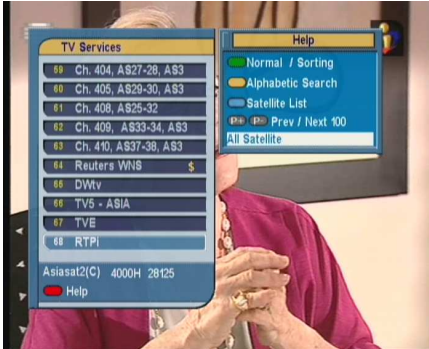 TV Services
59 Ch. 404, AS27-28, AS3
60 Ch. 405, AS29-30, AS3
61 Ch. 408, AS25-32
62 Ch. 409, AS33-34, AS3
63 Ch. 410, AS37-38, AS3
64 Reuters WNS $
65 DWtv
66 TV5 - ASIA
67 TVE
68 RTPi
Asiasat2(C) 4000H 28125
Help
Help
Normal / Sorting
Alphabetic Search
Satellite List
P+ P- Prev / Next 100
All Satellite